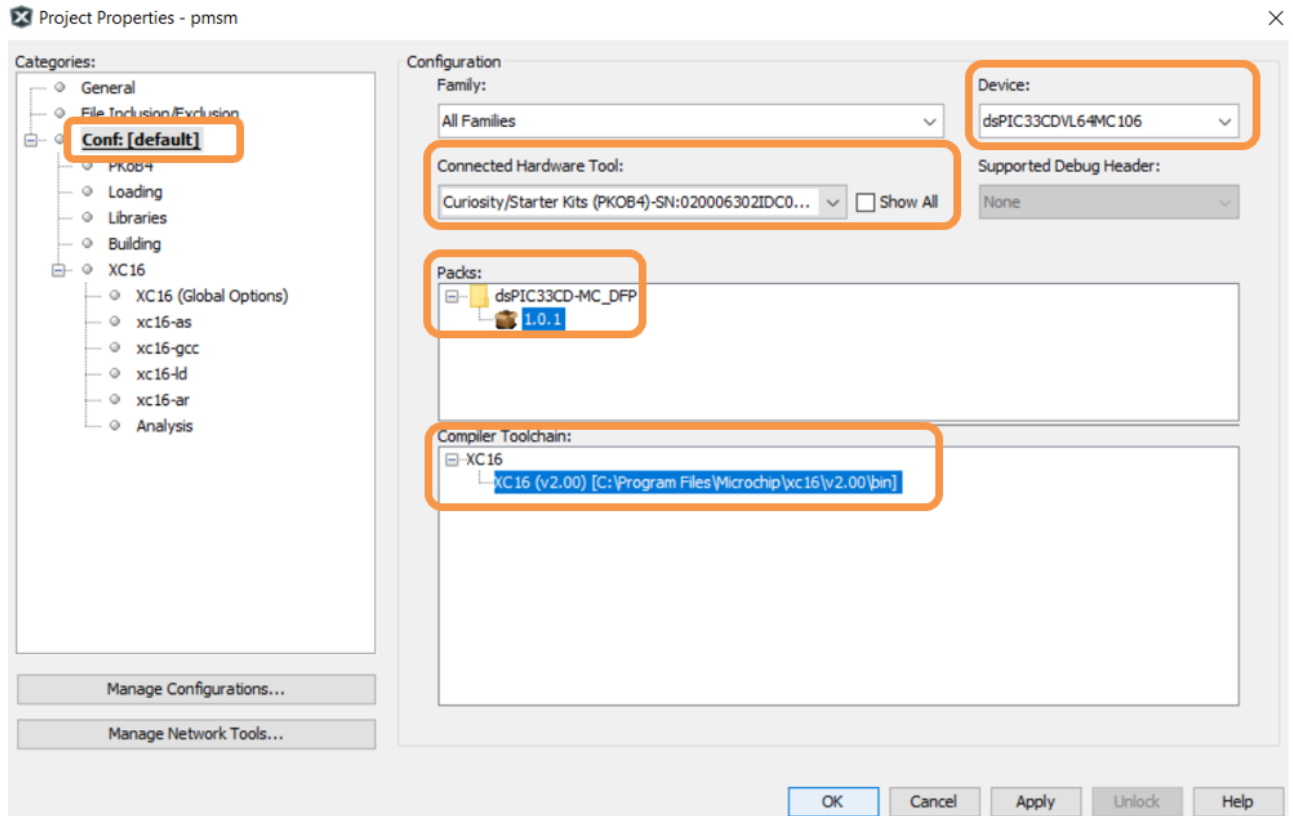 Project Properties - pmsm
Categories:
General
File Inclusion/Exclusion
Conf: [default]
PKoB4
Loading
Libraries
Building
XC16
XC16 (Global Options)
xc16-as
xc16-gcc
xc16-ld
xc16-ar
Analysis
Manage Configurations...
Manage Network Tools...
Configuration
Family:
All Families
Device:
dsPIC33CDVL64MC106
Connected Hardware Tool:
Curiosity/Starter Kits (PKOB4)-SN:020006302IDC0...
Show All
Supported Debug Header:
None
Packs:
dsPIC33CD-MC_DFP
1.0.1
Compiler Toolchain:
XC16
XC16 (v2.00) [C:\Program Files\Microchip\xc16\v2.00\bin]
OK
Cancel
Apply
Unlock
Help